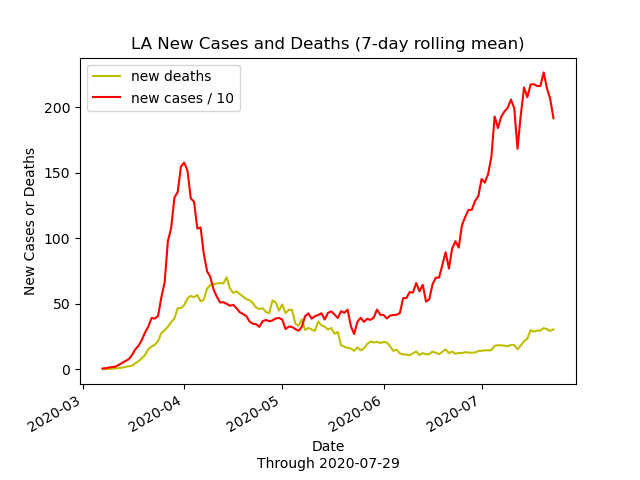 LA New Cases and Deaths (7-day rolling mean)
new deaths
new cases / 10
New Cases or Deaths
200
150
100
50
0
2020-03
2020-04
2020-05
2020-06
2020-07
Date
Through 2020-07-29